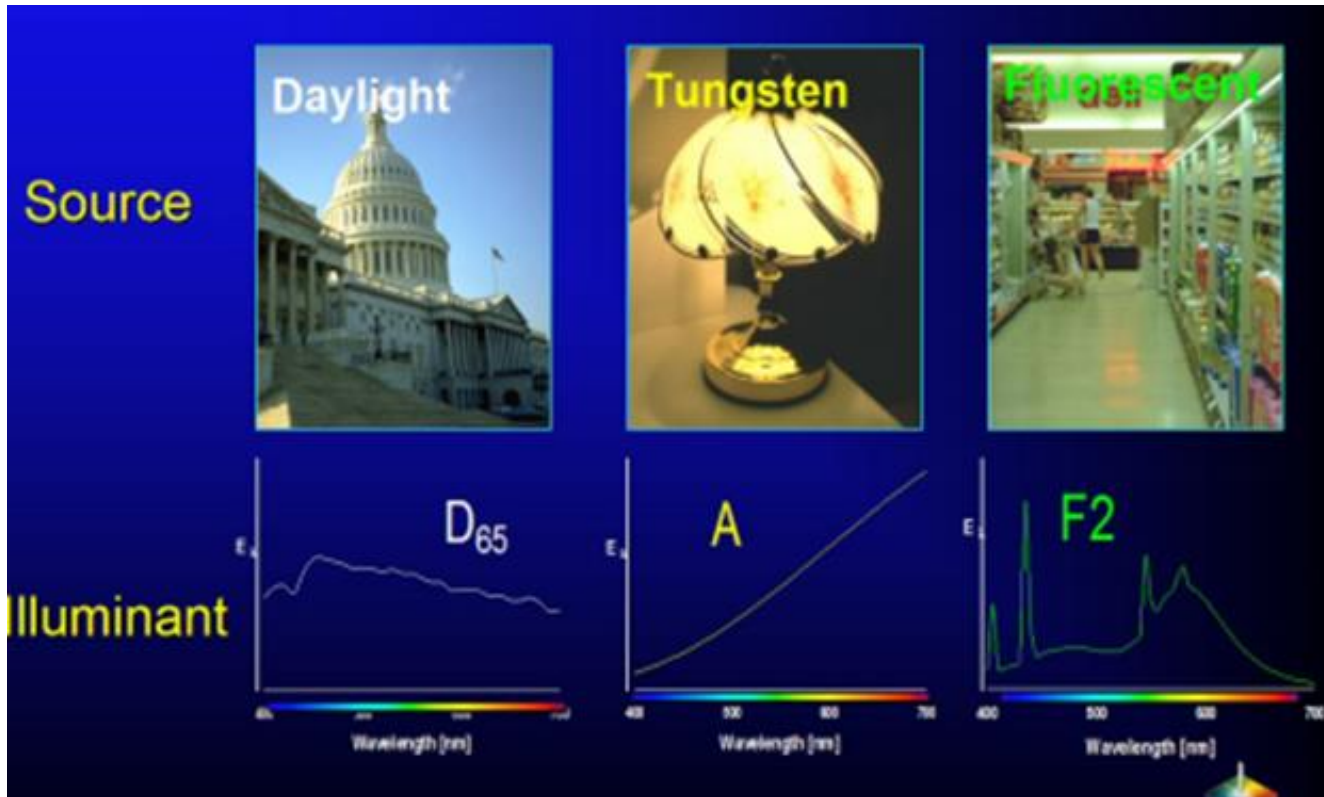 Daylight
Tungsten
Fluorescent
Source
D65
A
F2
E
E
E
Illuminant
400
500
600
700
400
500
600
700
Wavelength [nm]
Wavelength [nm]
Wavelength [nm]